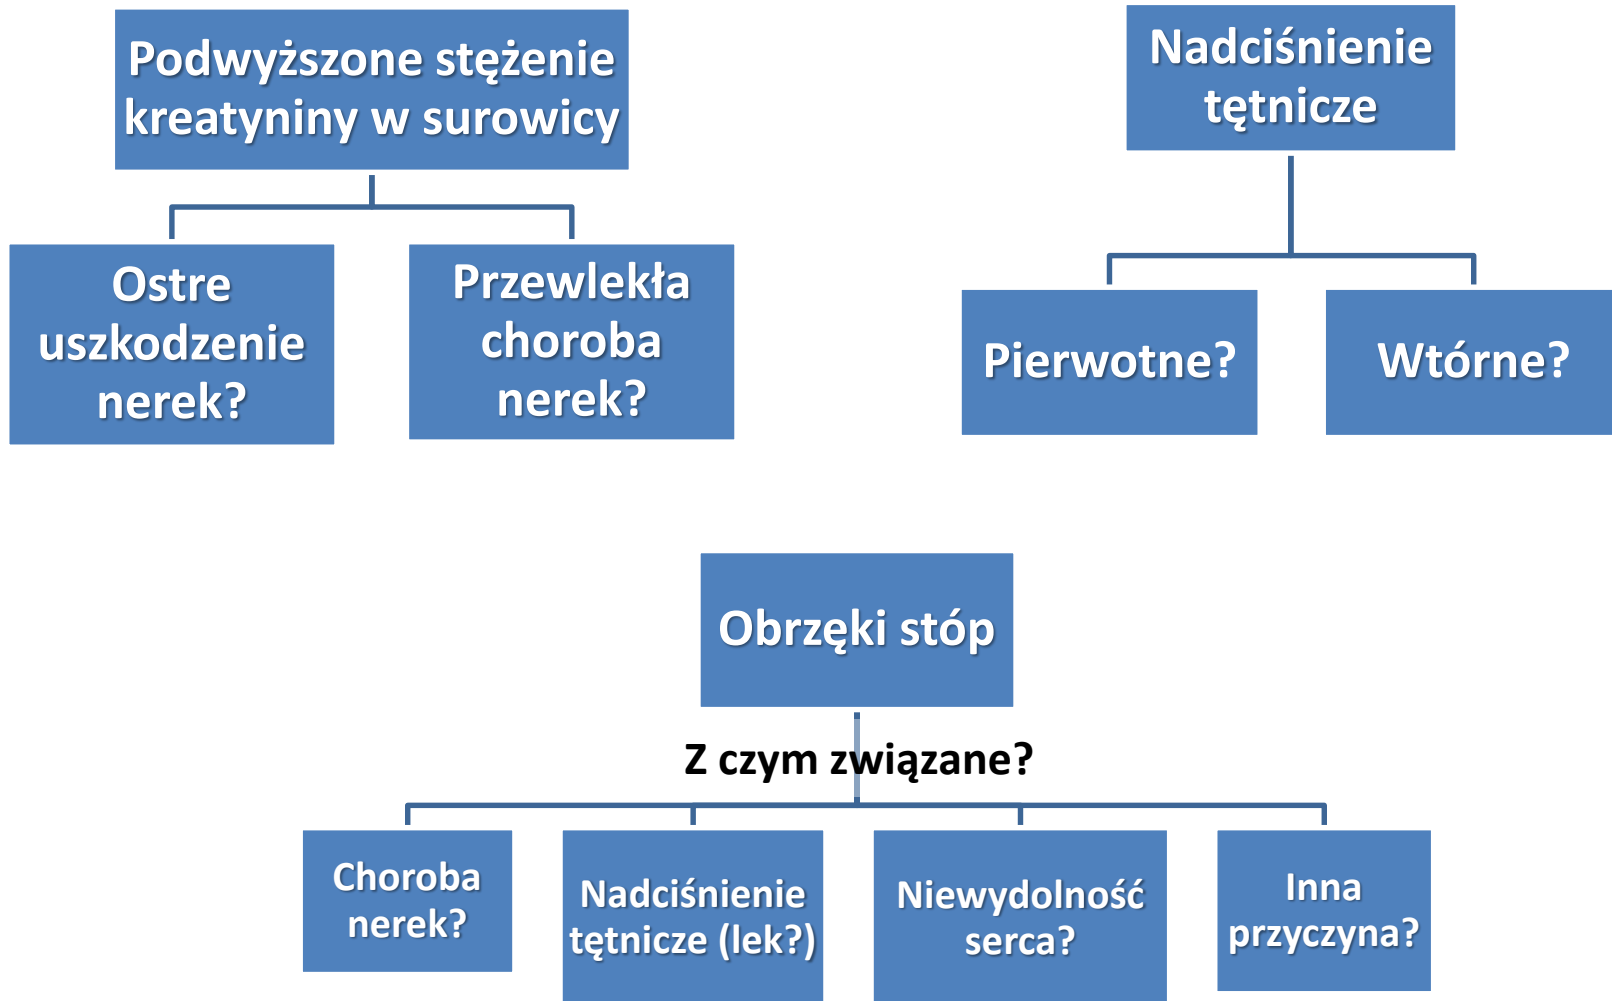 Podwyższone stężenie
kreatyniny w surowicy
Ostre
uszkodzenie
nerek?
Przewlekła
choroba
nerek?
Nadciśnienie
tętnicze
Pierwotne?
Wtórne?
Obrzęki stóp
Z czym związane?
Choroba
nerek?
Nadciśnienie
tętnicze (lek?)
Niewydolność
serca?
Inna
przyczyna?